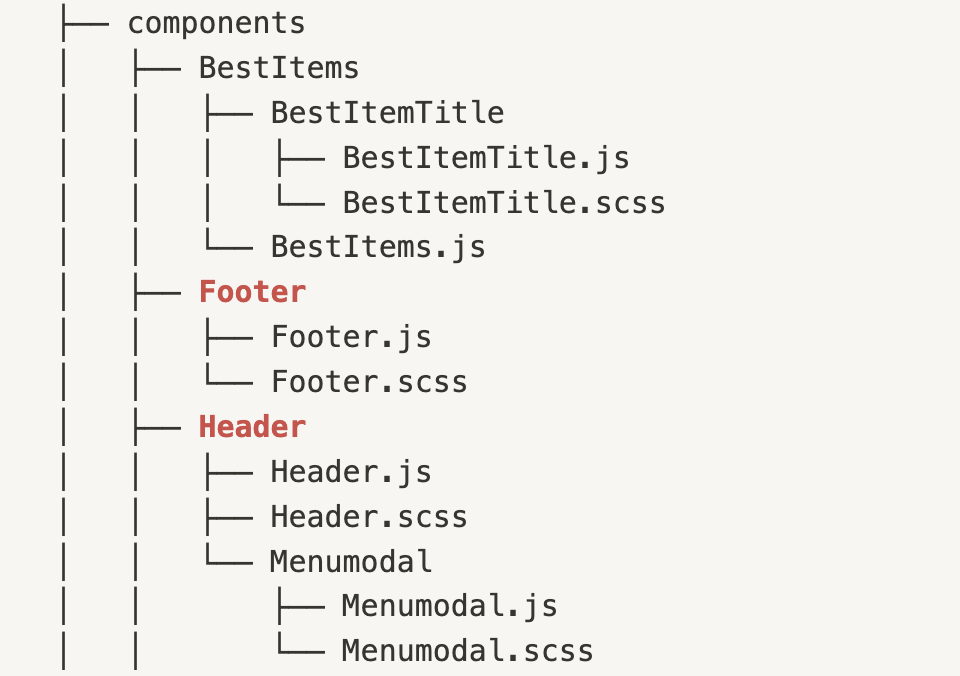 ├── components
│   ├── BestItems
│   │   ├── BestItemTitle
│   │   │   ├── BestItemTitle.js
│   │   │   └── BestItemTitle.scss
│   │   └── BestItems.js
│   ├── Footer
│   │   ├── Footer.js
│   │   └── Footer.scss
│   ├── Header
│   │   ├── Header.js
│   │   ├── Header.scss
│   │   └── Menumodal
│   │       ├── Menumodal.js
│   │       └── Menumodal.scss